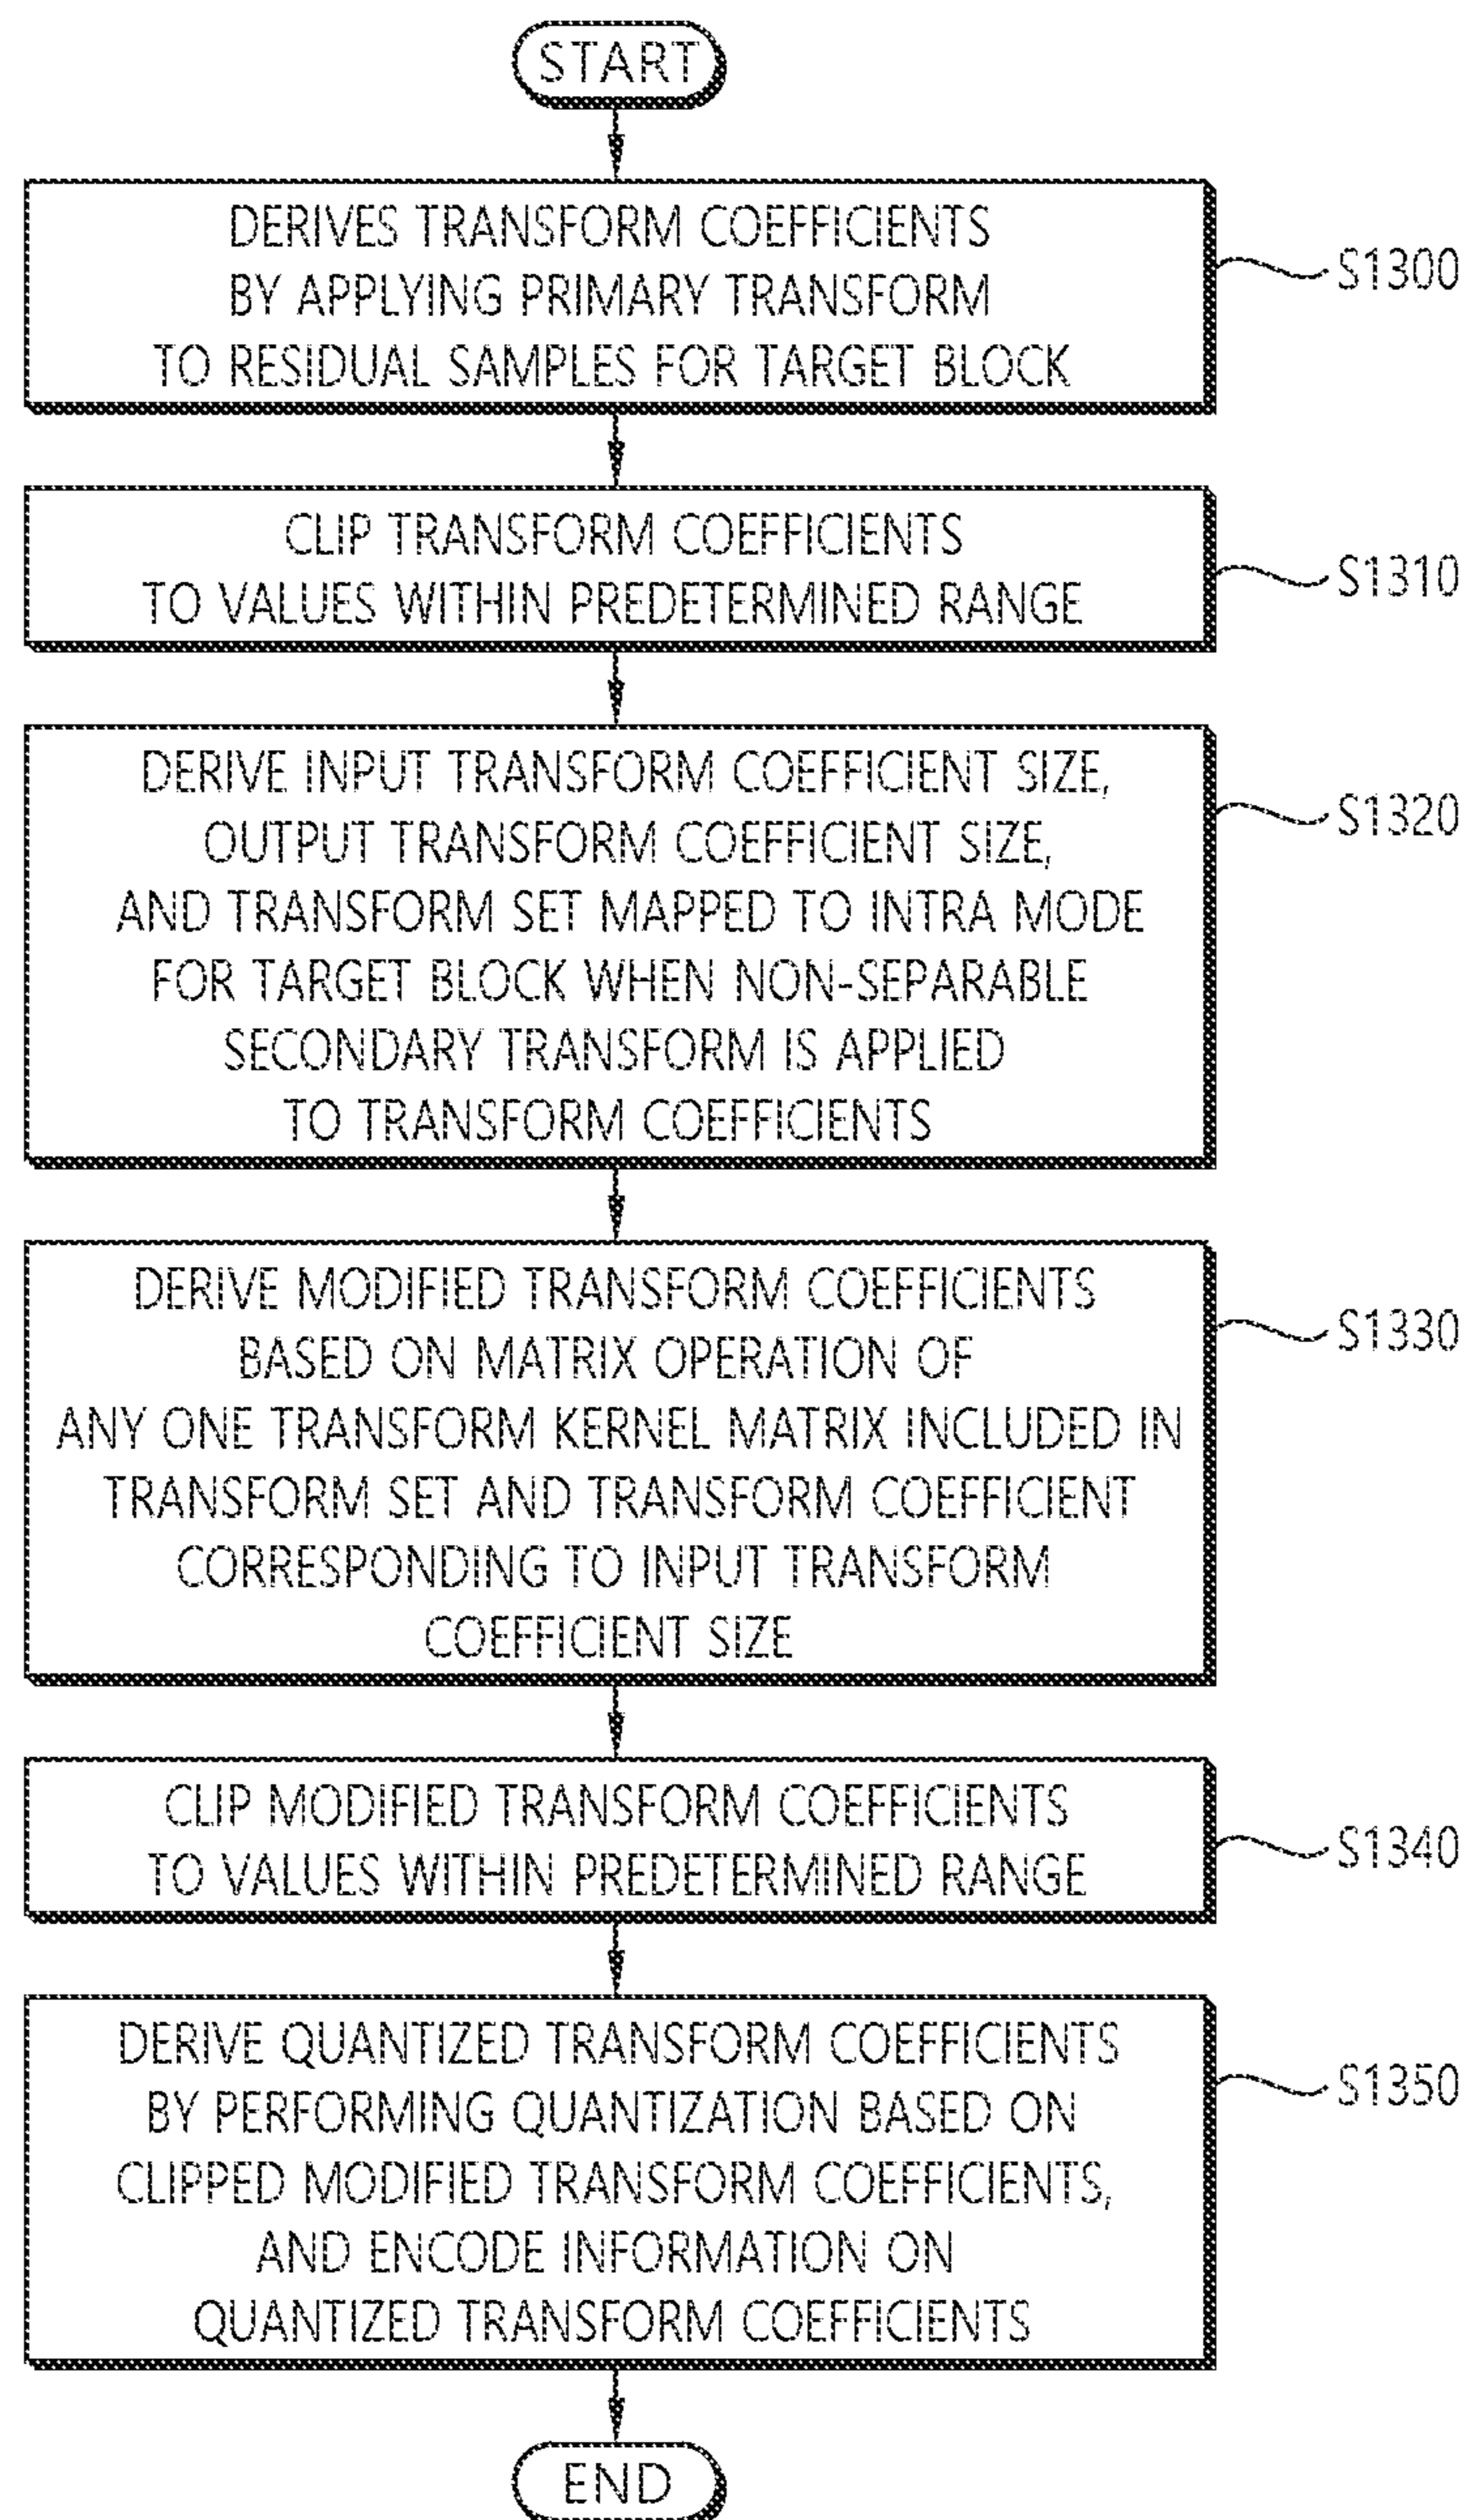 START
DERIVES TRANSFORM COEFFICIENTS
BY APPLYING PRIMARY TRANSFORM
TO RESIDUAL SAMPLES FOR TARGET BLOCK
S1300
CLIP TRANSFORM COEFFICIENTS
TO VALUES WITHIN PREDETERMINED RANGE
S1310
DERIVE INPUT TRANSFORM COEFFICIENT SIZE,
OUTPUT TRANSFORM COEFFICIENT SIZE,
AND TRANSFORM SET MAPPED TO INTRA MODE
FOR TARGET BLOCK WHEN NON-SEPARABLE
SECONDARY TRANSFORM IS APPLIED
TO TRANSFORM COEFFICIENTS
S1320
DERIVE MODIFIED TRANSFORM COEFFICIENTS
BASED ON MATRIX OPERATION OF
ANY ONE TRANSFORM KERNEL MATRIX INCLUDED IN
TRANSFORM SET AND TRANSFORM COEFFICIENT
CORRESPONDING TO INPUT TRANSFORM
COEFFICIENT SIZE
S1330
CLIP MODIFIED TRANSFORM COEFFICIENTS
TO VALUES WITHIN PREDETERMINED RANGE
S1340
DERIVE QUANTIZED TRANSFORM COEFFICIENTS
BY PERFORMING QUANTIZATION BASED ON
CLIPPED MODIFIED TRANSFORM COEFFICIENTS,
AND ENCODE INFORMATION ON
QUANTIZED TRANSFORM COEFFICIENTS
S1350
END